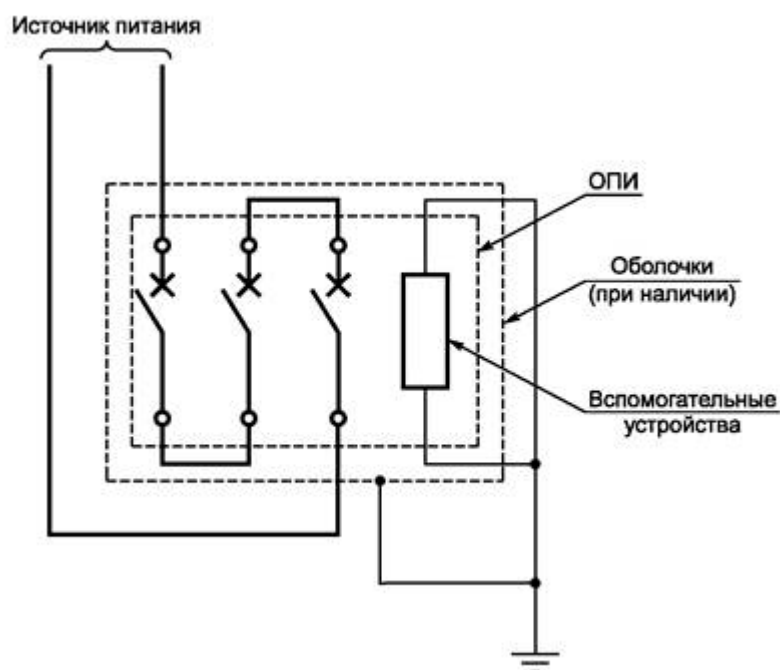 Источник питания
ОПИ
Оболочки
(при наличии)
Вспомогательные
устройства